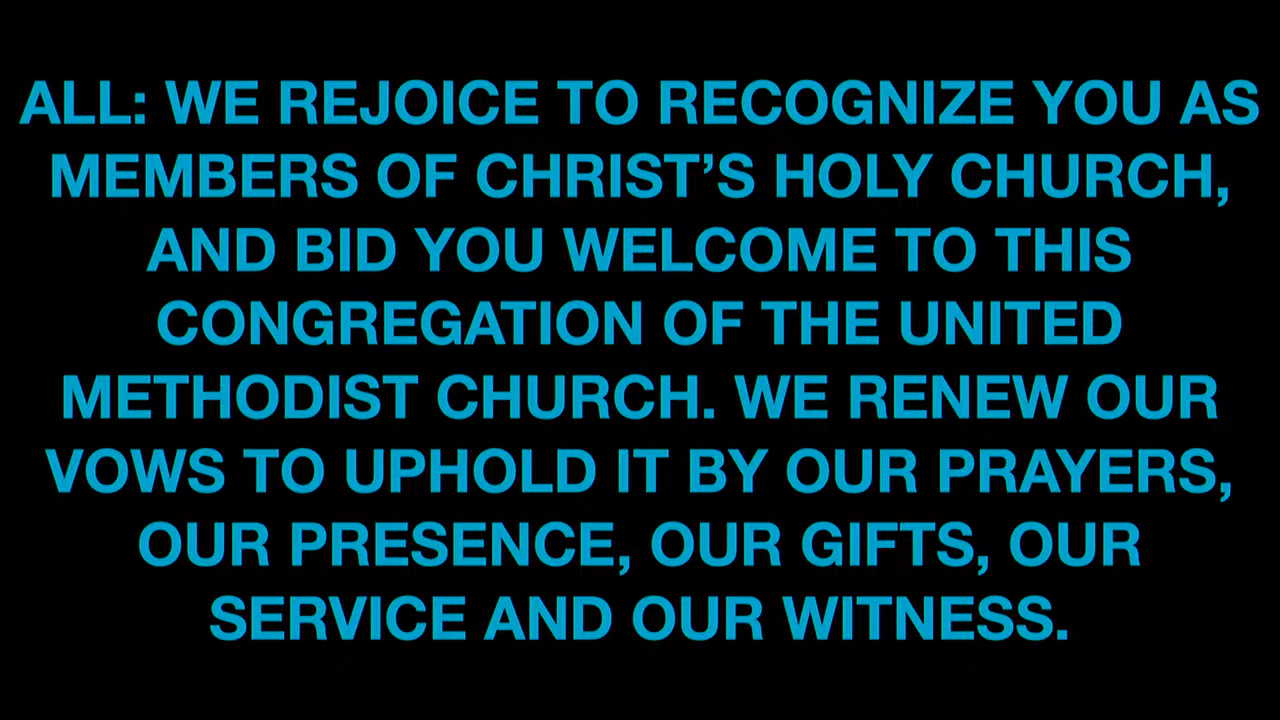 ALL: WE REJOICE TO RECOGNIZE YOU AS
MEMBERS OF CHRIST’S HOLY CHURCH,
AND BID YOU WELCOME TO THIS
CONGREGATION OF THE UNITED
METHODIST CHURCH. WE RENEW OUR
VOWS TO UPHOLD IT BY OUR PRAYERS,
OUR PRESENCE, OUR GIFTS, OUR
SERVICE AND OUR WITNESS.